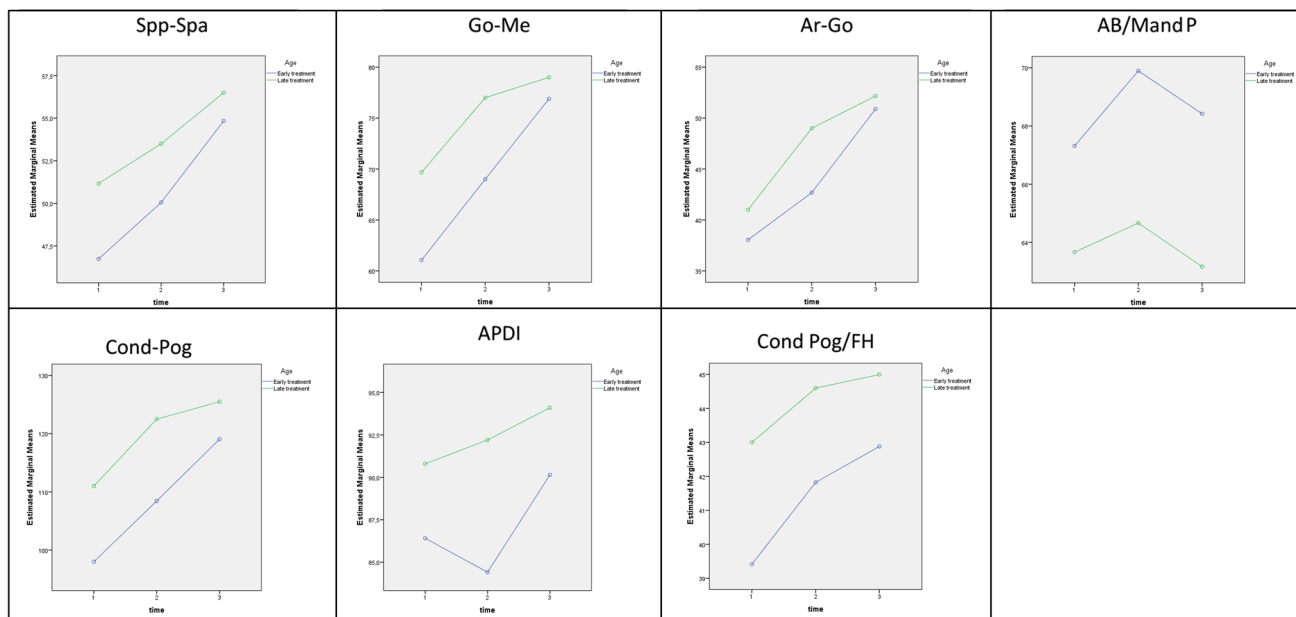 Spp-Spa
Age
Early treatment
Late treatment
57,5
55,0
52,5
50,0
47,5
Estimated Marginal Means
1 2 3
time
Go-Me
Age
Early treatment
Late treatment
80
75
70
65
60
Estimated Marginal Means
1 2 3
time
Ar-Go
Age
Early treatment
Late treatment
55
50
45
40
35
Estimated Marginal Means
1 2 3
time
AB/Mand P
Age
Early treatment
Late treatment
70
68
66
64
Estimated Marginal Means
1 2 3
time
Cond-Pog
Age
Early treatment
Late treatment
130
120
110
100
Estimated Marginal Means
1 2 3
time
APDI
Age
Early treatment
Late treatment
95,0
92,5
90,0
87,5
85,0
Estimated Marginal Means
1 2 3
time
Cond Pog/FH
Age
Early treatment
Late treatment
45
44
43
42
41
40
39
Estimated Marginal Means
1 2 3
time